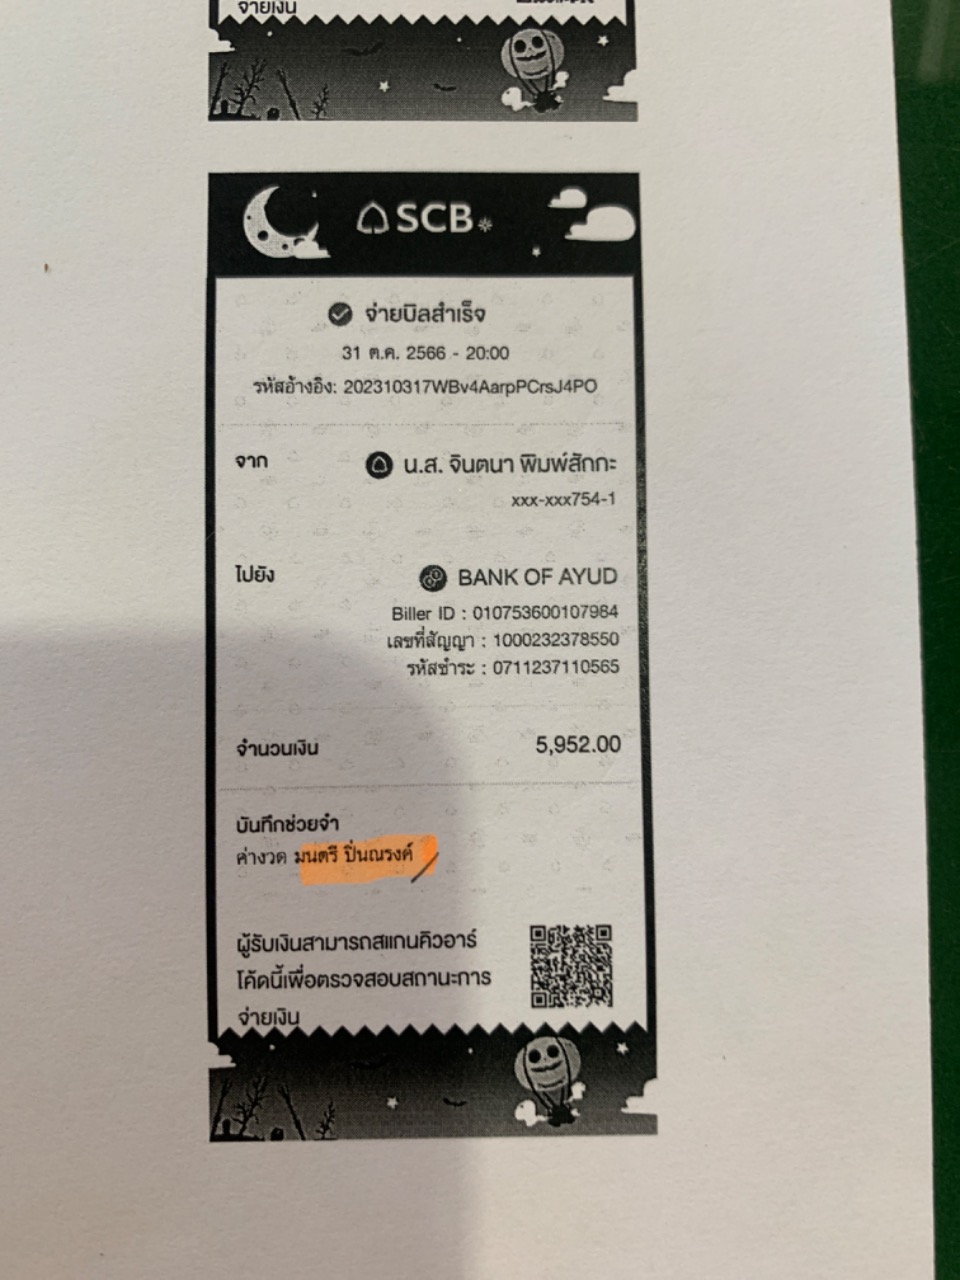 จ่ายเงิน
SCB
จ่ายบิลสำเร็จ
31 ต.ค. 2566 - 20:00
รหัสอ้างอิง: 202310317WBv4AarpPCrsJ4PO
จาก น.ส. จินตนา พิมพ์สักกะ
xxx-xxx754-1
ไปยัง BANK OF AYUD
Biller ID : 010753600107984
เลขที่สัญญา : 1000232378550
รหัสชำระ : 0711237110565
จำนวนเงิน 5,952.00
บันทึกช่วยจำ
ค่างวด มนตรี ปิ่นณรงค์
ผู้รับเงินสามารถสแกนคิวอาร์
โค้ดนี้เพื่อตรวจสอบสถานะการ
จ่ายเงิน